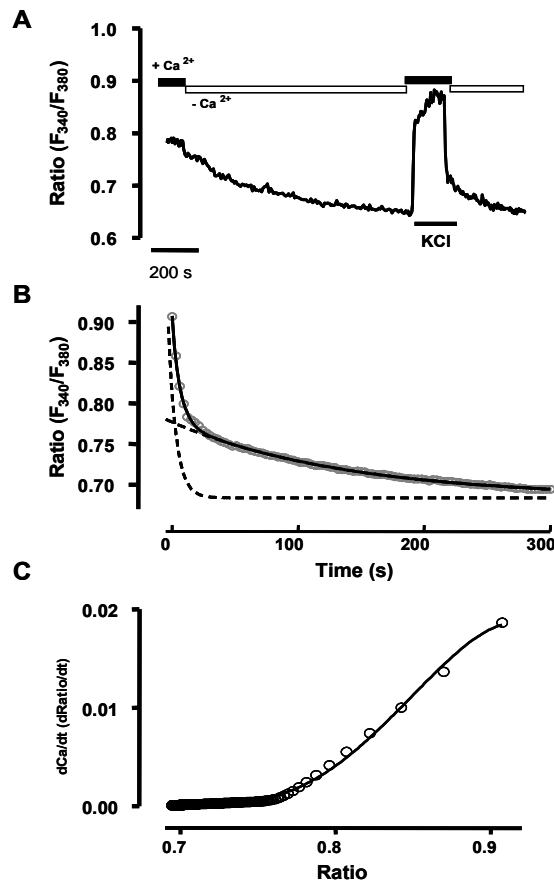 A
Ratio (F340/F380)
1.0
0.9
0.8
0.7
0.6
+ Ca 2+
- Ca 2+
KCl
200 s
B
Ratio (F340/F380)
0.90
0.85
0.80
0.75
0.70
0
100
200
300
Time (s)
C
dCa/dt (dRatio/dt)
0.02
0.01
0.00
0.7
0.8
0.9
Ratio